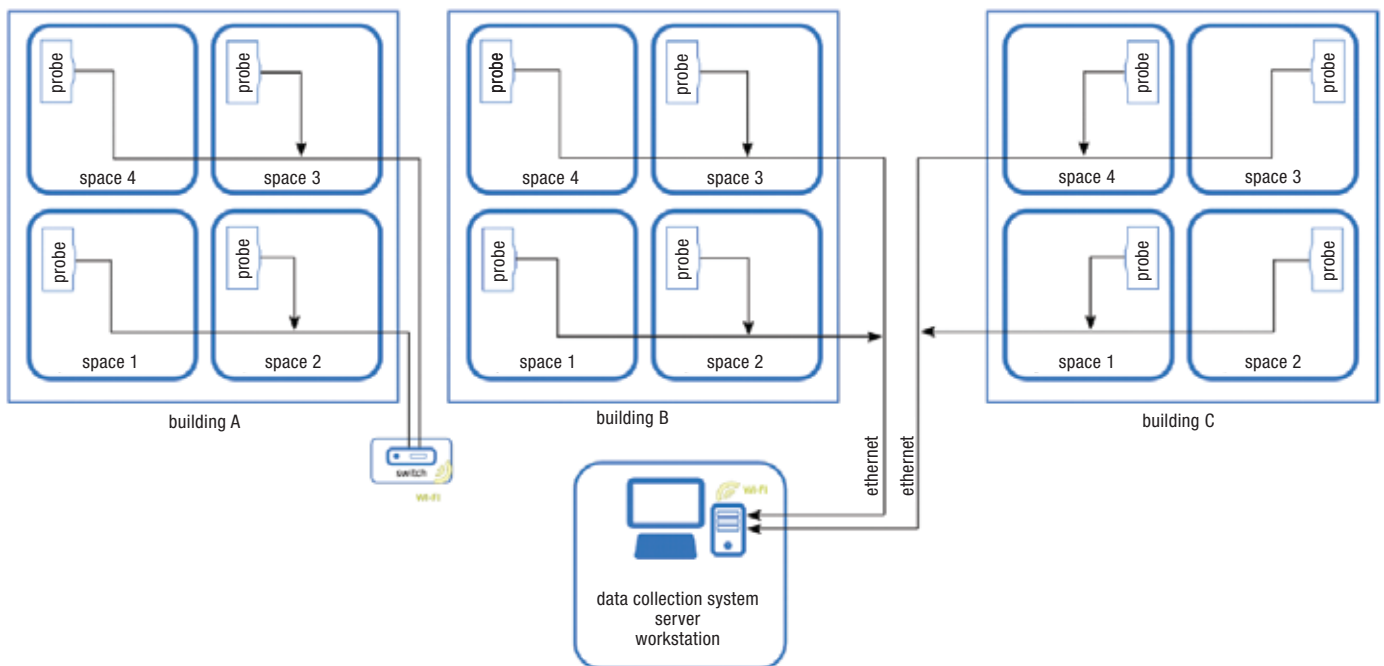 probe
probe
space 4
space 3
probe
probe
space 1
space 2
building A
switch
WI-FI
probe
probe
space 4
space 3
probe
probe
space 1
space 2
building B
probe
probe
space 4
space 3
probe
probe
space 1
space 2
building C
ethernet
ethernet
WI-FI
data collection system
server
workstation